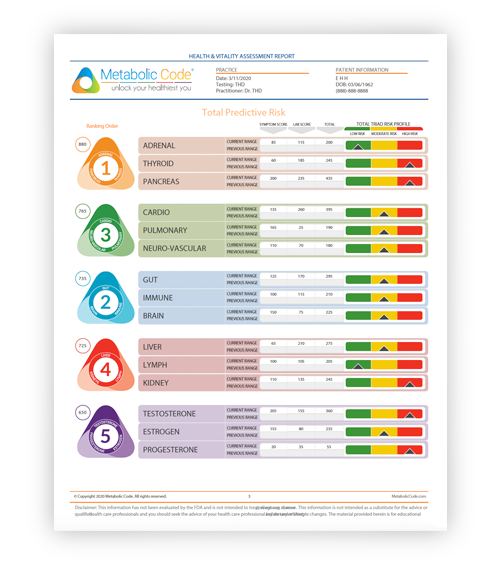 HEALTH & VITALITY ASSESSMENT REPORT
Metabolic Code®
unlock your healthiest you
PRACTICE
Date: 3/11/2020
Testing: THD
Practitioner: Dr. THD
PATIENT INFORMATION
E H H
DOB: 03/06/1962
(888)-888-8888
Total Predictive Risk
Ranking Order
SYMPTOM SCORE LAB SCORE TOTAL
TOTAL TRIAD RISK PROFILE
LOW RISK MODERATE RISK HIGH RISK
880
1
ADRENAL CURRENT RANGE 85 115 200
PREVIOUS RANGE
THYROID CURRENT RANGE 60 185 245
PREVIOUS RANGE
PANCREAS CURRENT RANGE 200 235 435
PREVIOUS RANGE
765
3
CARDIO CURRENT RANGE 135 260 395
PREVIOUS RANGE
PULMONARY CURRENT RANGE 165 25 190
PREVIOUS RANGE
NEURO-VASCULAR CURRENT RANGE 110 70 180
PREVIOUS RANGE
735
2
GUT CURRENT RANGE 125 170 295
PREVIOUS RANGE
IMMUNE CURRENT RANGE 100 115 215
PREVIOUS RANGE
BRAIN CURRENT RANGE 150 75 225
PREVIOUS RANGE
725
4
LIVER CURRENT RANGE 65 210 275
PREVIOUS RANGE
LYMPH CURRENT RANGE 100 105 205
PREVIOUS RANGE
KIDNEY CURRENT RANGE 110 135 245
PREVIOUS RANGE
650
5
TESTOSTERONE CURRENT RANGE 205 155 360
PREVIOUS RANGE
ESTROGEN CURRENT RANGE 155 80 235
PREVIOUS RANGE
PROGESTERONE CURRENT RANGE 20 35 55
PREVIOUS RANGE
© Copyright 2020 Metabolic Code. All rights reserved. MetabolicCode.com
Disclaimer: This information has not been evaluated by the FDA and is not intended to treat disease. This information is not intended as a substitute for the advice or
health care professionals and you should seek the advice of your health care professional changes. The material provided herein is for educational